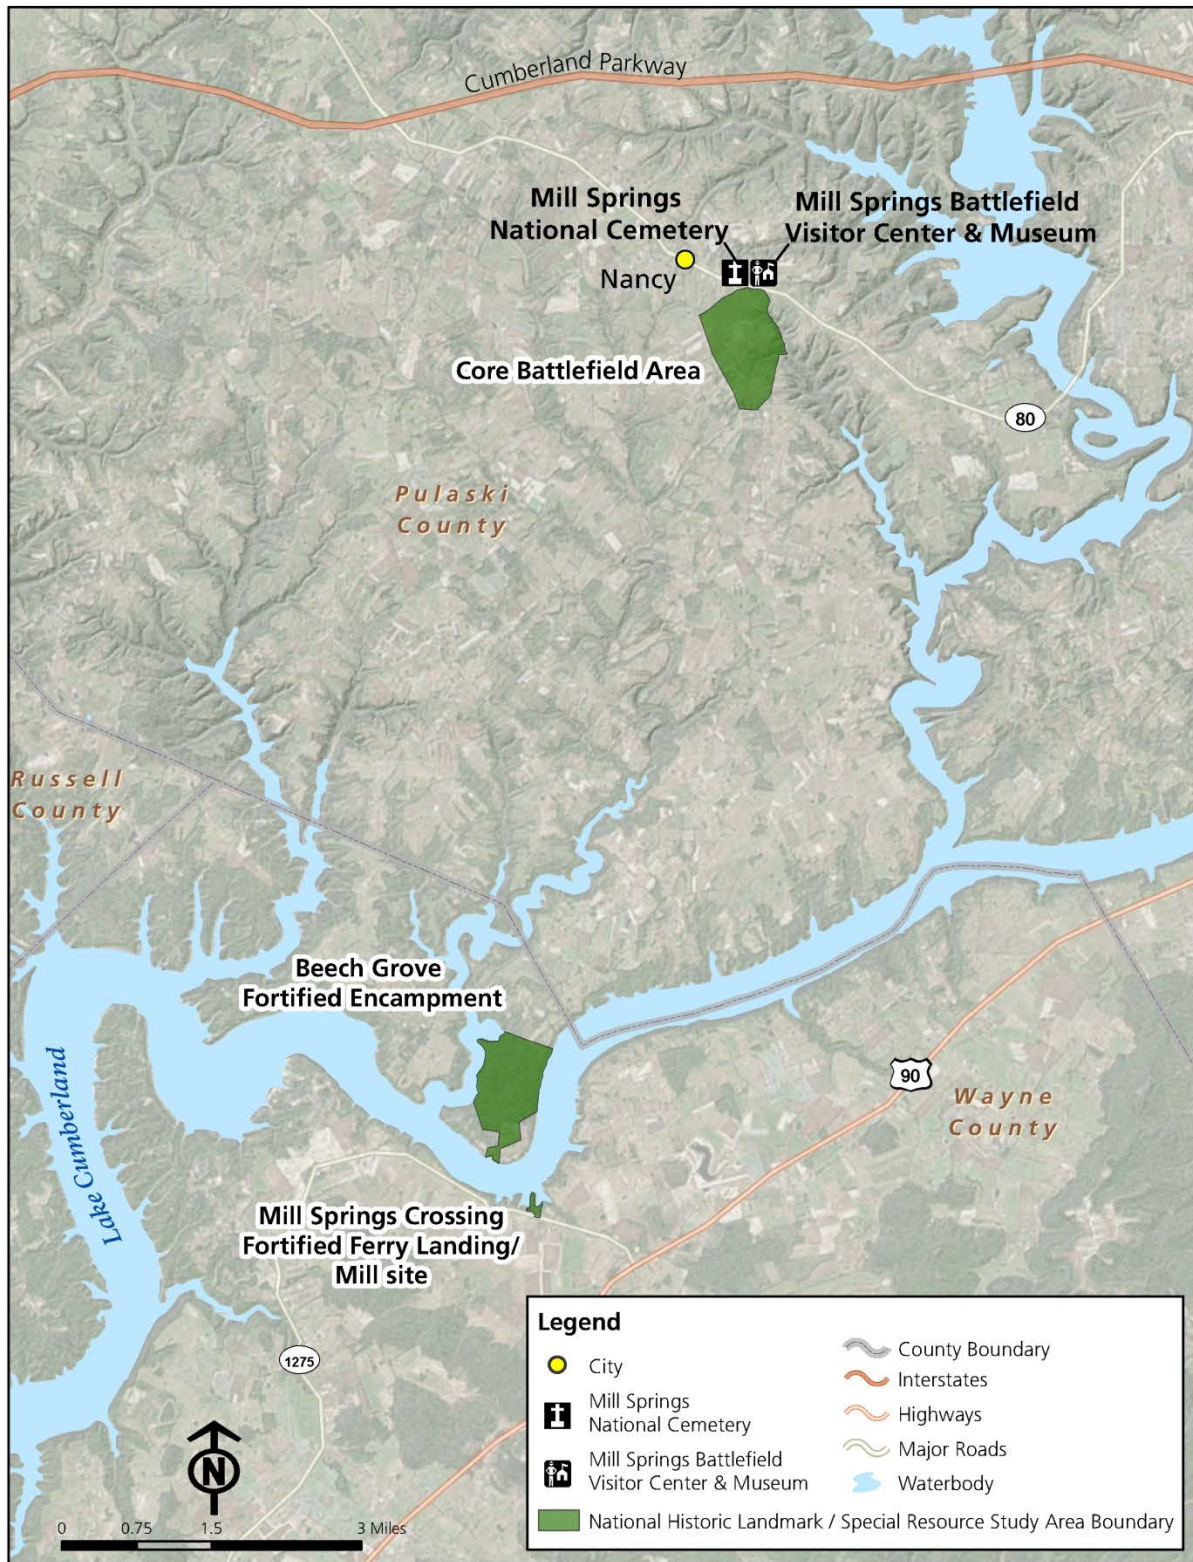 Cumberland Parkway
Mill Springs
National Cemetery
Mill Springs Battlefield
Visitor Center & Museum
Nancy
Core Battlefield Area
80
Pulaski
County
Russell
County
Beech Grove
Fortified Encampment
Lake Cumberland
90
Wayne
County
Mill Springs Crossing
Fortified Ferry Landing/
Mill site
1275
N
0 0.75 1.5 3 Miles
Legend
City
Mill Springs
National Cemetery
Mill Springs Battlefield
Visitor Center & Museum
County Boundary
Interstates
Highways
Major Roads
Waterbody
National Historic Landmark / Special Resource Study Area Boundary